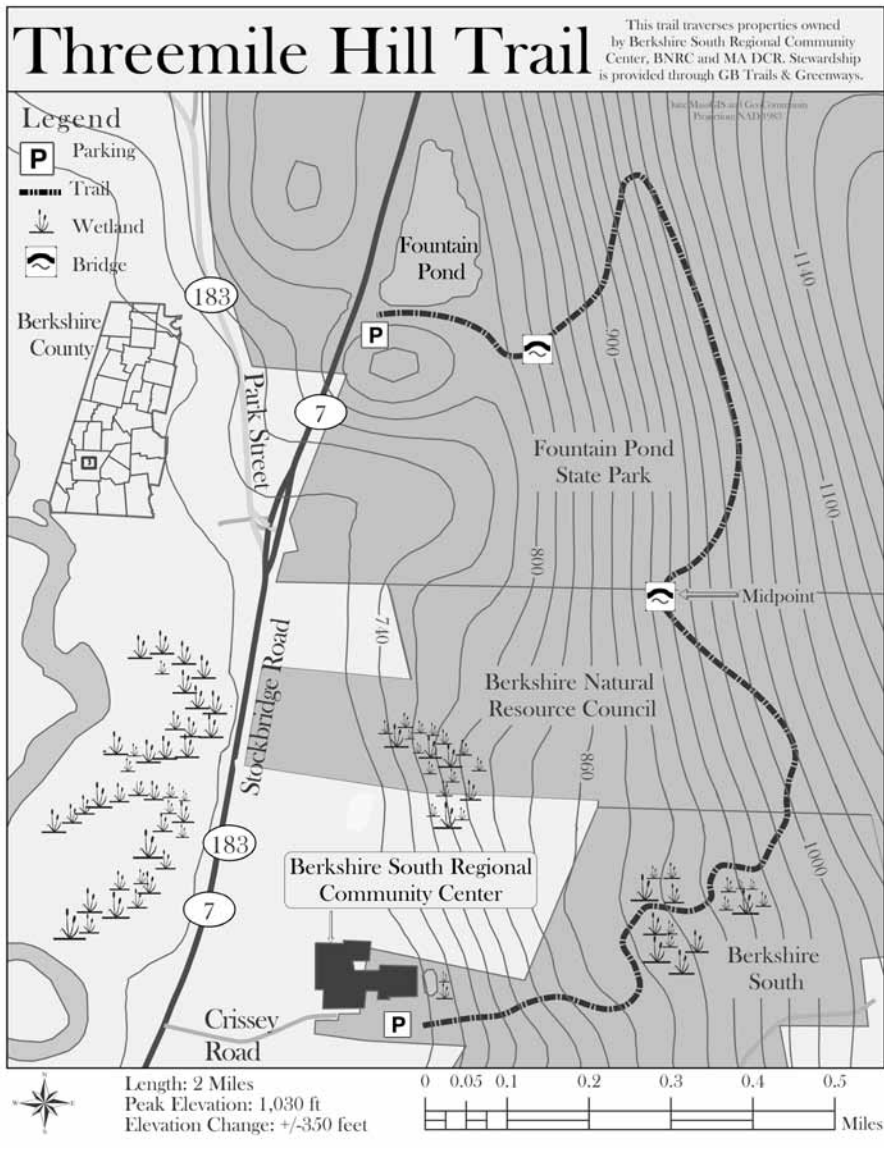 Threemile Hill Trail
This trail traverses properties owned
by Berkshire South Regional Community
Center, BNRC and MA DCR. Stewardship
is provided through GB Trails & Greenways.
Legend
P
Parking
Trail
Wetland
Bridge
Projection: NAD 1983
Fountain
Pond
183
Berkshire
County
P
1140
900
Park Street
7
Fountain Pond
State Park
1100
800
Midpoint
740
Stockbridge Road
Berkshire Natural
Resource Council
860
183
1000
Berkshire South Regional
Community Center
7
Berkshire
South
Crissey
Road
P
Length: 2 Miles
Peak Elevation: 1,030 ft
Elevation Change: +/-350 feet
0 0.05 0.1 0.2 0.3 0.4 0.5
Miles